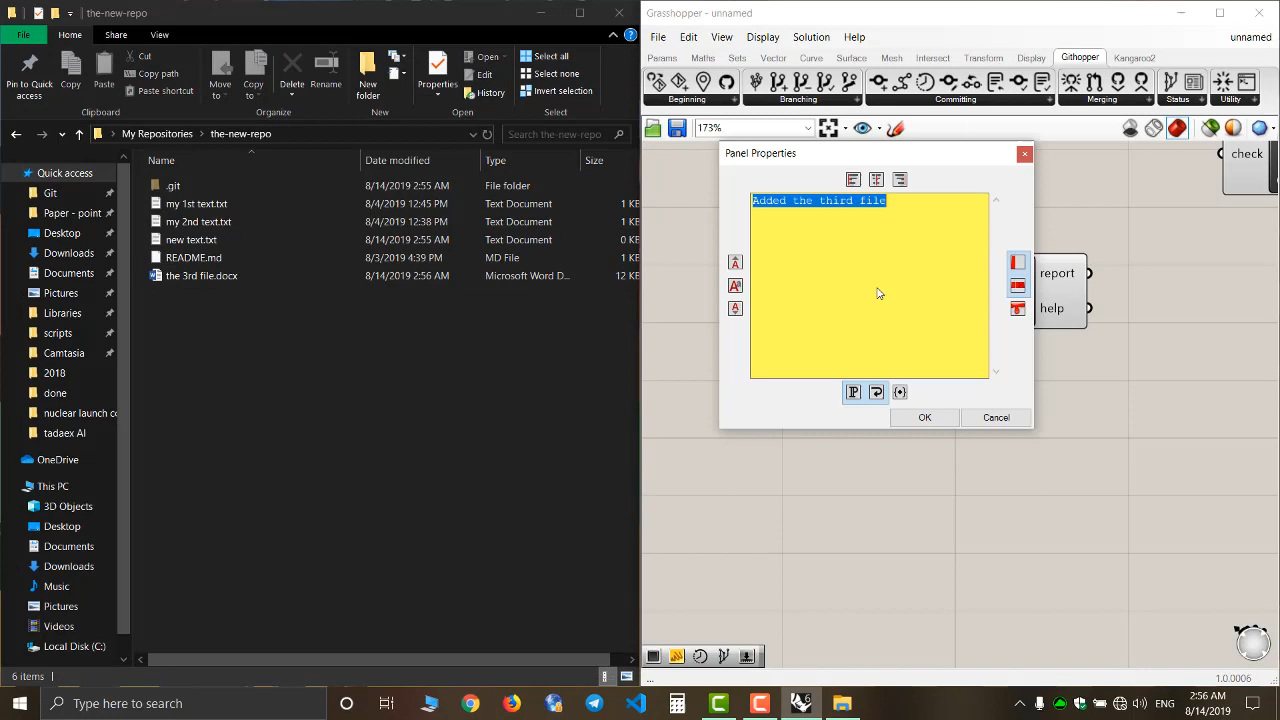 the-new-repo
File Home Share View
Pin to Quick access
Copy
Paste
Cut
Copy path
Paste shortcut
Clipboard
Move to
Copy to
Delete
Rename
Organize
New folder
New
Properties
Open
Edit
History
Open
Select all
Select none
Invert selection
Select
My Repositories the-new-repo
Search the-new-repo
Name Date modified Type Size
.git 8/14/2019 2:55 AM File folder
my 1st text.txt 8/4/2019 12:45 PM Text Document 1 KB
my 2nd text.txt 8/4/2019 12:38 PM Text Document 1 KB
new text.txt 8/14/2019 2:55 AM Text Document 0 KB
README.md 8/3/2019 4:39 PM MD File 1 KB
the 3rd file.docx 8/14/2019 2:56 AM Microsoft Word D... 12 KB
Quick access
Git
Paper - point
Desktop
Downloads
Documents
Pictures
Libraries
scripts
Camtasia
2018
done
nuclear launch co
tadaex AI
OneDrive
This PC
3D Objects
Desktop
Documents
Downloads
Music
Pictures
Videos
Local Disk (C:)
6 items
Grasshopper - unnamed
File Edit View Display Solution Help unnamed
Params Maths Sets Vector Curve Surface Mesh Intersect Transform Display Githopper Kangaroo2
Beginning Branching Committing Merging Status Utility
173%
check
Panel Properties
Added the third file
OK Cancel
report
help
...
1.0.0006
Type here to search
ENG
2:56 AM
8/14/2019